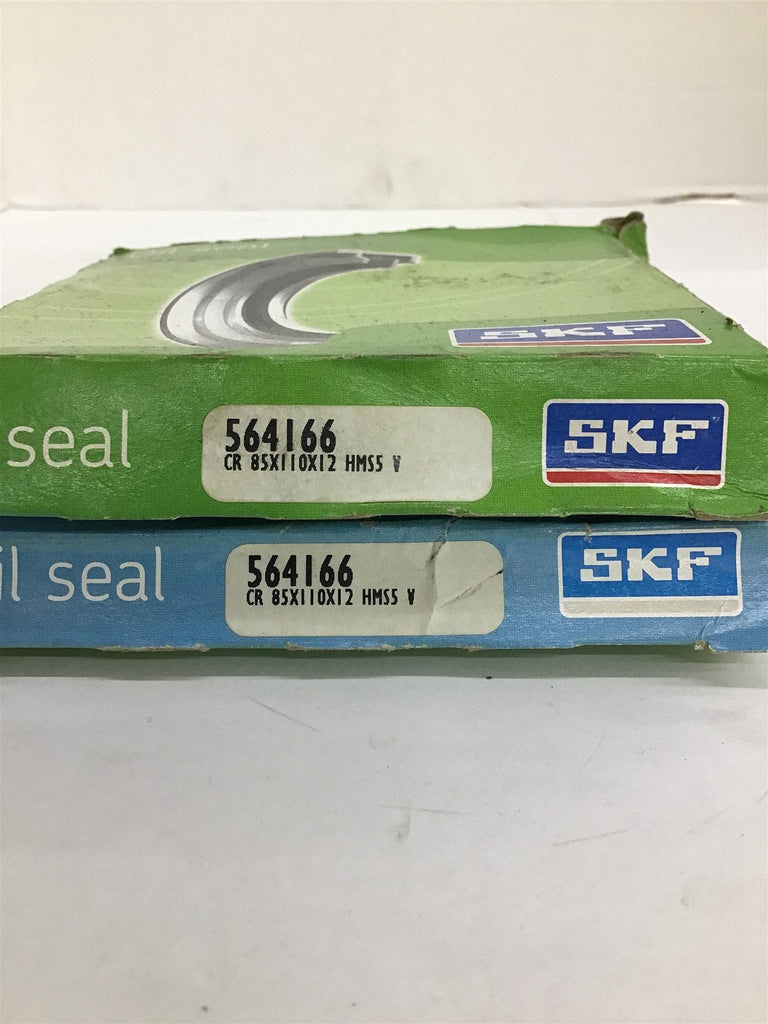 SKF
seal
564166
CR 85X110X12 HMS5 V
SKF
il seal
564166
CR 85X110X12 HMS5 V
SKF